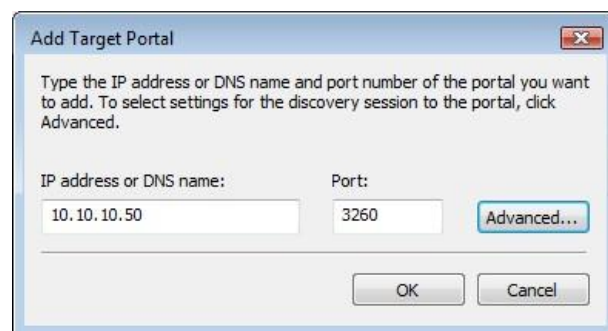 Add Target Portal
Type the IP address or DNS name and port number of the portal you want
to add. To select settings for the discovery session to the portal, click
Advanced.
IP address or DNS name: Port:
10.10.10.50 3260 Advanced...
OK Cancel